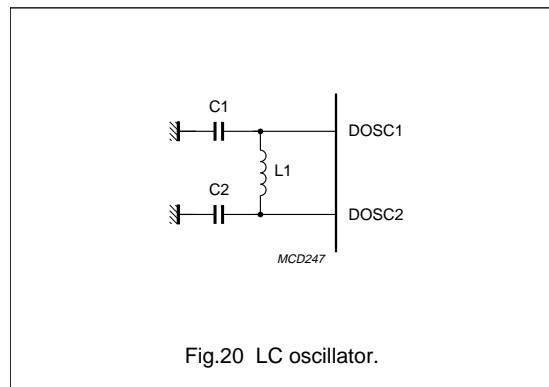 C1
DOSC1
L1
C2
DOSC2
MCD247
Fig.20 LC oscillator.